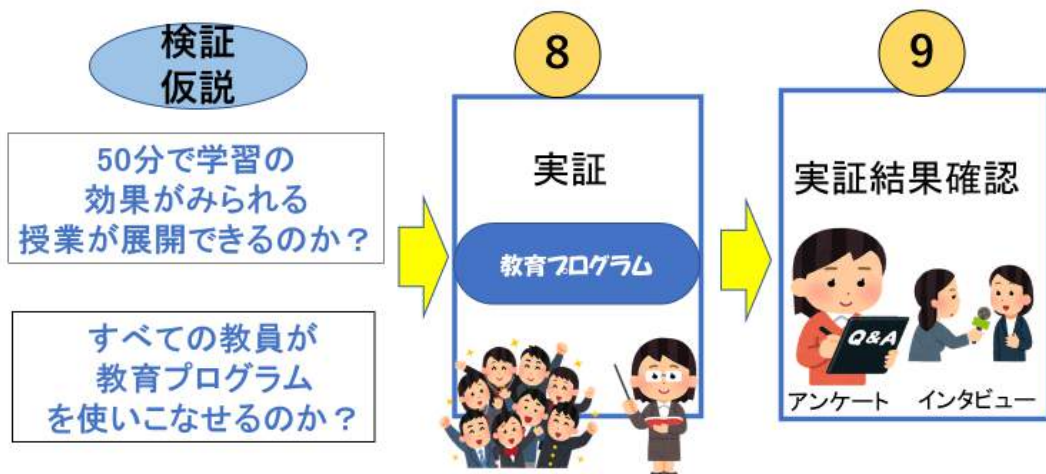 検証
仮説
50分で学習の
効果がみられる
授業が展開できるのか？
すべての教員が
教育プログラム
を使いこなせるのか？
8
実証
教育プログラム
9
実証結果確認
Q&A
アンケート
インタビュー